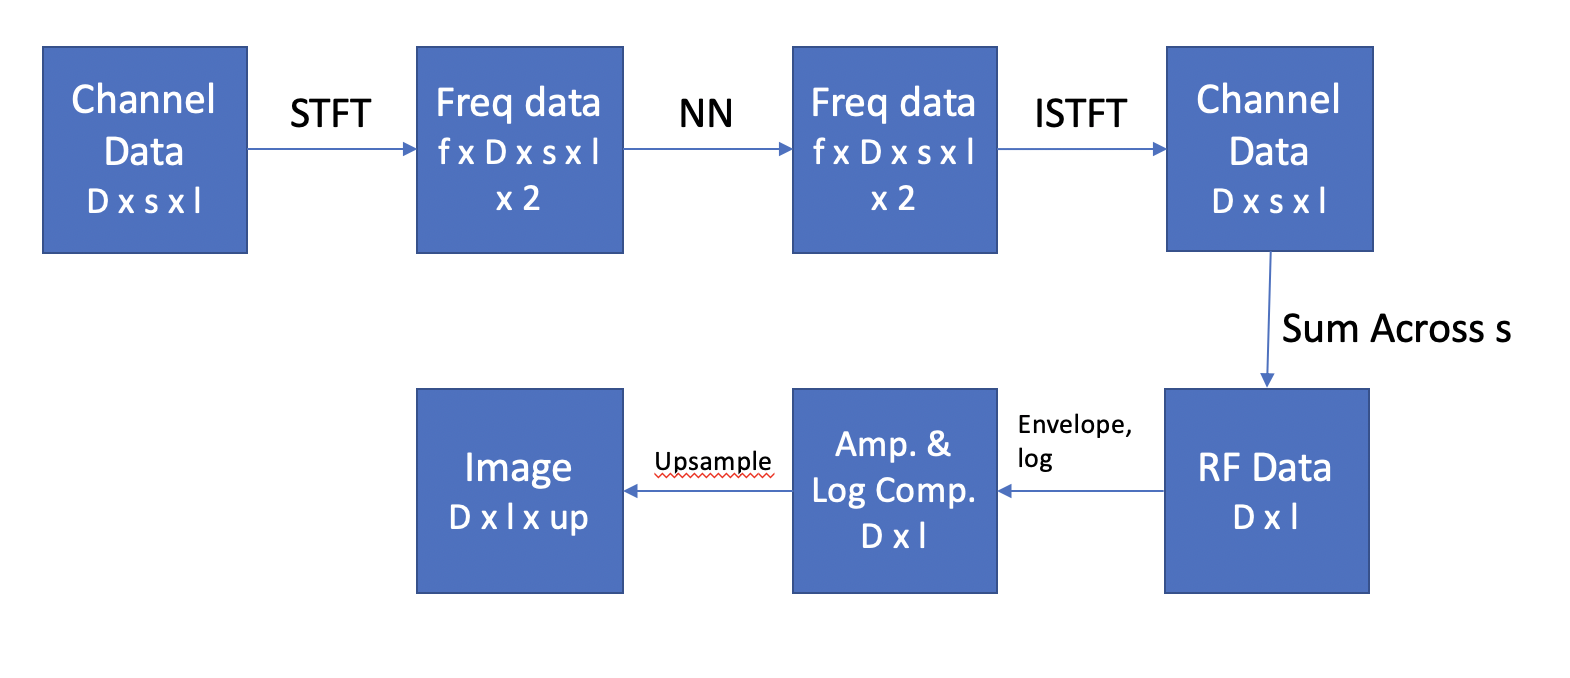 Channel
Data
D x s x l
STFT
Freq data
f x D x s x l
x 2
NN
Freq data
f x D x s x l
x 2
ISTFT
Channel
Data
D x s x l
Sum Across s
RF Data
D x l
Envelope,
log
Amp. &
Log Comp.
D x l
Upsample
Image
D x l x up